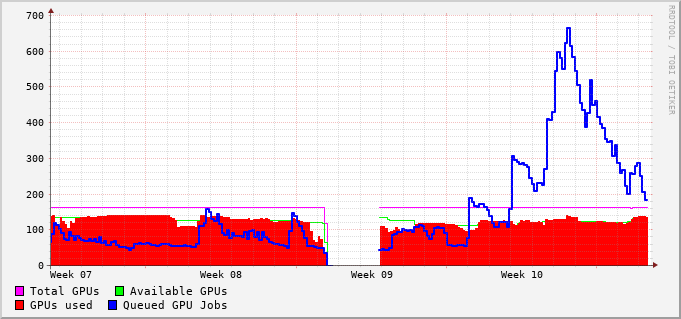 700
600
500
400
300
200
100
0
Week 07 Week 08 Week 09 Week 10
Total GPUs Available GPUs
GPUs used Queued GPU Jobs
RRDTOOL / TOBI OETIKER